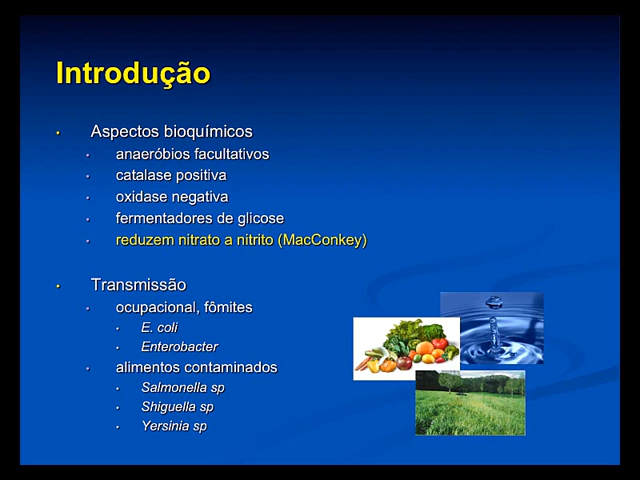 Introdução
• Aspectos bioquímicos
• anaeróbios facultativos
• catalase positiva
• oxidase negativa
• fermentadores de glicose
• reduzem nitrato a nitrito (MacConkey)
• Transmissão
• ocupacional, fômites
• E. coli
• Enterobacter
• alimentos contaminados
• Salmonella sp
• Shiguella sp
• Yersinia sp